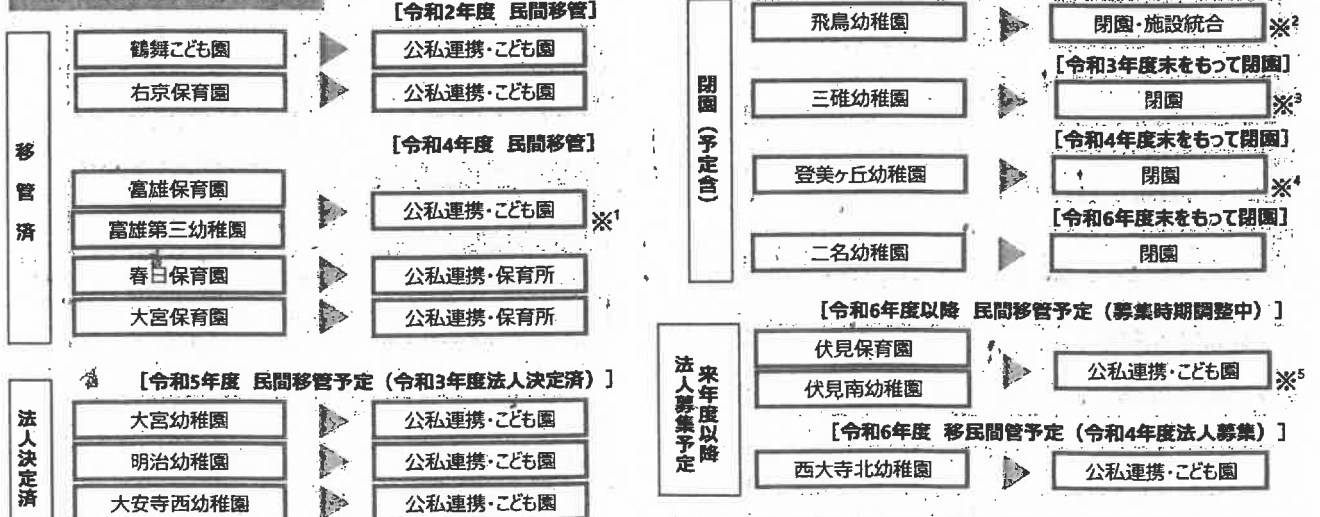 [令和2年度 民間移管]
移管済
鶴舞こども園
公私連携・こども園
右京保育園
公私連携・こども園
[令和4年度 民間移管]
富雄保育園
富雄第三幼稚園
公私連携・こども園
※1
春日保育園
公私連携・保育所
大宮保育園
公私連携・保育所
法人決定済
[令和5年度 民間移管予定（令和3年度法人決定済）]
大宮幼稚園
公私連携・こども園
明治幼稚園
公私連携・こども園
大安寺西幼稚園
公私連携・こども園
閉園（予定含）
飛鳥幼稚園
閉園・施設統合
※2
[令和3年度末をもって閉園]
三碓幼稚園
閉園
※3
[令和4年度末をもって閉園]
登美ヶ丘幼稚園
閉園
※4
[令和6年度末をもって閉園]
二名幼稚園
閉園
来年度以降
法人募集予定
[令和6年度以降 民間移管予定（募集時期調整中）]
伏見保育園
伏見南幼稚園
公私連携・こども園
※5
[令和6年度 移民間管予定（令和4年度法人募集）]
西大寺北幼稚園
公私連携・こども園